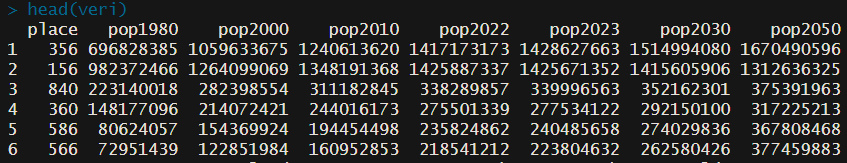 > head(veri)
place pop1980 pop2000 pop2010 pop2022 pop2023 pop2030 pop2050
1 356 696828385 1059633675 1240613620 1417173173 1428627663 1514994080 1670490596
2 156 982372466 1264099069 1348191368 1425887337 1425671352 1415605906 1312636325
3 840 223140018 282398554 311182845 338289857 339996563 352162301 375391963
4 360 148177096 214072421 244016173 275501339 277534122 292150100 317225213
5 586 80624057 154369924 194454498 235824862 240485658 274029836 367808468
6 566 72951439 122851984 160952853 218541212 223804632 262580426 377459883